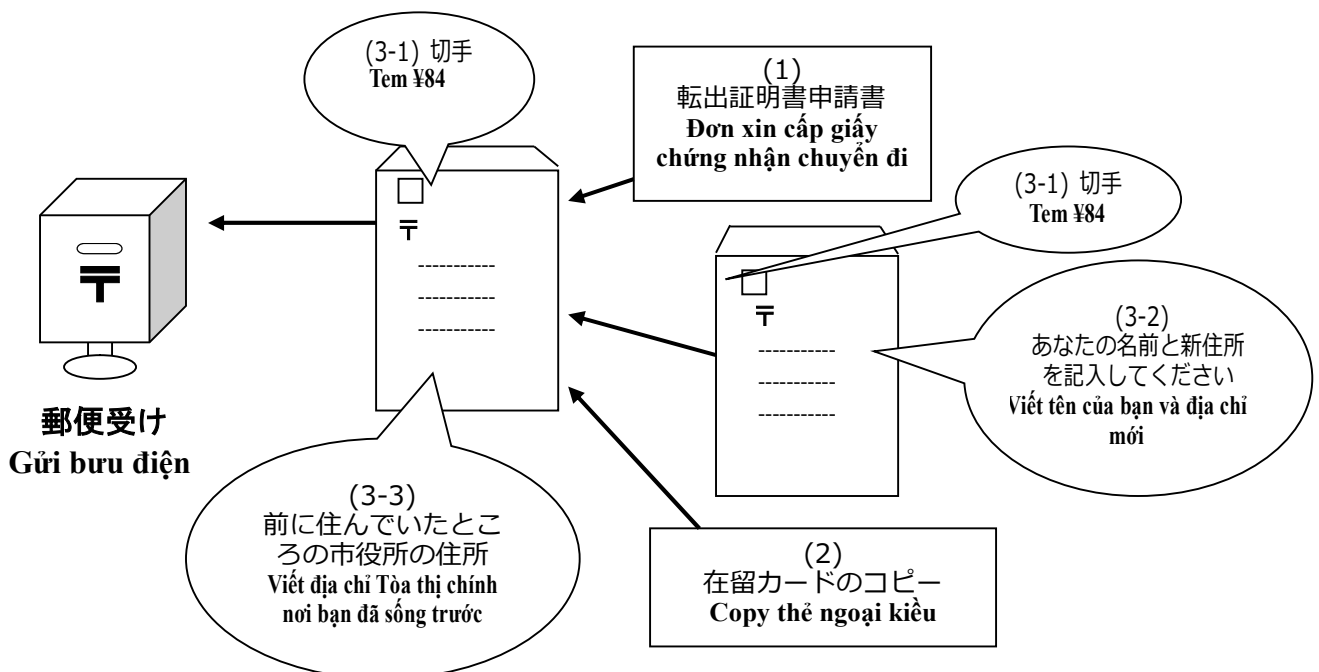 (3-1) 切手
Tem ¥84
(1)
転出証明書申請書
Đơn xin cấp giấy
chứng nhận chuyển đi
(3-1) 切手
Tem ¥84
〒
〒
-----------
-----------
-----------
〒
-----------
-----------
-----------
(3-2)
あなたの名前と新住所
を記入してください
Viết tên của bạn và địa chỉ
mới
郵便受け
Gửi bưu điện
(3-3)
前に住んでいたとこ
ろの市役所の住所
Viết địa chỉ Tòa thị chính
nơi bạn đã sống trước
(2)
在留カードのコピー
Copy thẻ ngoại kiều